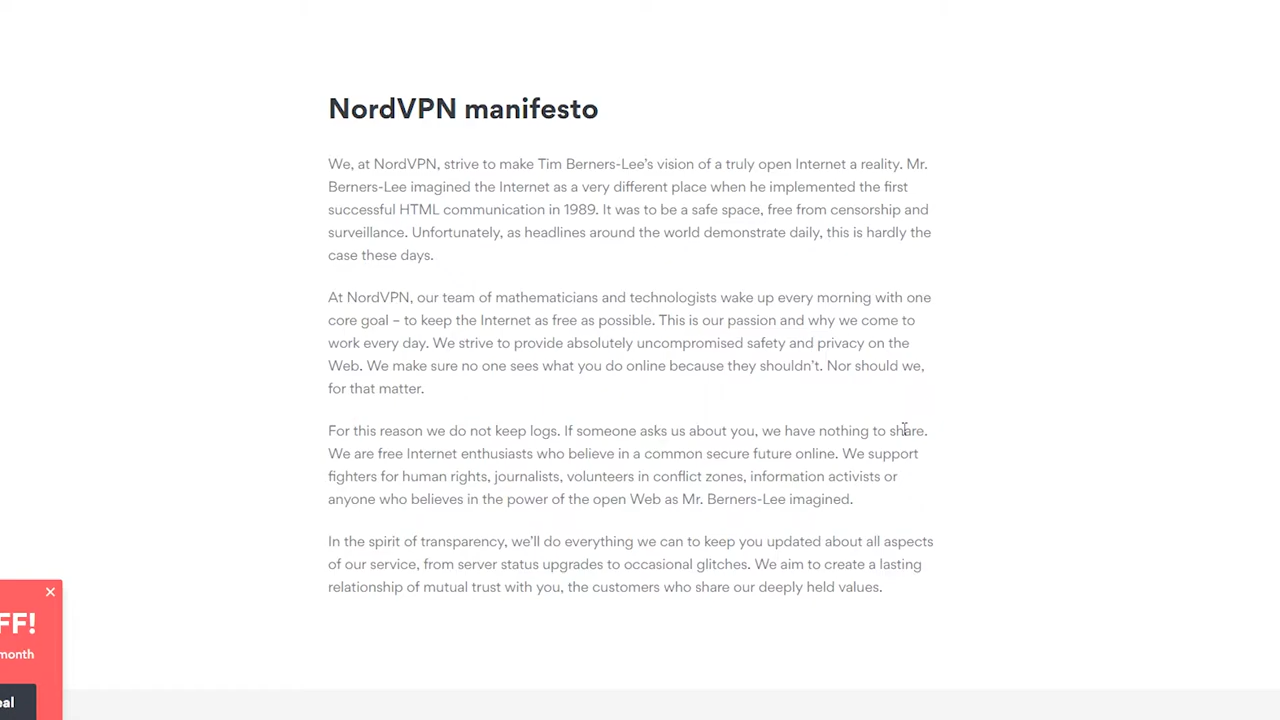 NordVPN manifesto
We, at NordVPN, strive to make Tim Berners-Lee's vision of a truly open Internet a reality. Mr.
Berners-Lee imagined the Internet as a very different place when he implemented the first
successful HTML communication in 1989. It was to be a safe space, free from censorship and
surveillance. Unfortunately, as headlines around the world demonstrate daily, this is hardly the
case these days.
At NordVPN, our team of mathematicians and technologists wake up every morning with one
core goal – to keep the Internet as free as possible. This is our passion and why we come to
work every day. We strive to provide absolutely uncompromised safety and privacy on the
Web. We make sure no one sees what you do online because they shouldn't. Nor should we,
for that matter.
For this reason we do not keep logs. If someone asks us about you, we have nothing to share.
We are free Internet enthusiasts who believe in a common secure future online. We support
fighters for human rights, journalists, volunteers in conflict zones, information activists or
anyone who believes in the power of the open Web as Mr. Berners-Lee imagined.
In the spirit of transparency, we'll do everything we can to keep you updated about all aspects
of our service, from server status upgrades to occasional glitches. We aim to create a lasting
relationship of mutual trust with you, the customers who share our deeply held values.
FF!
month
eal